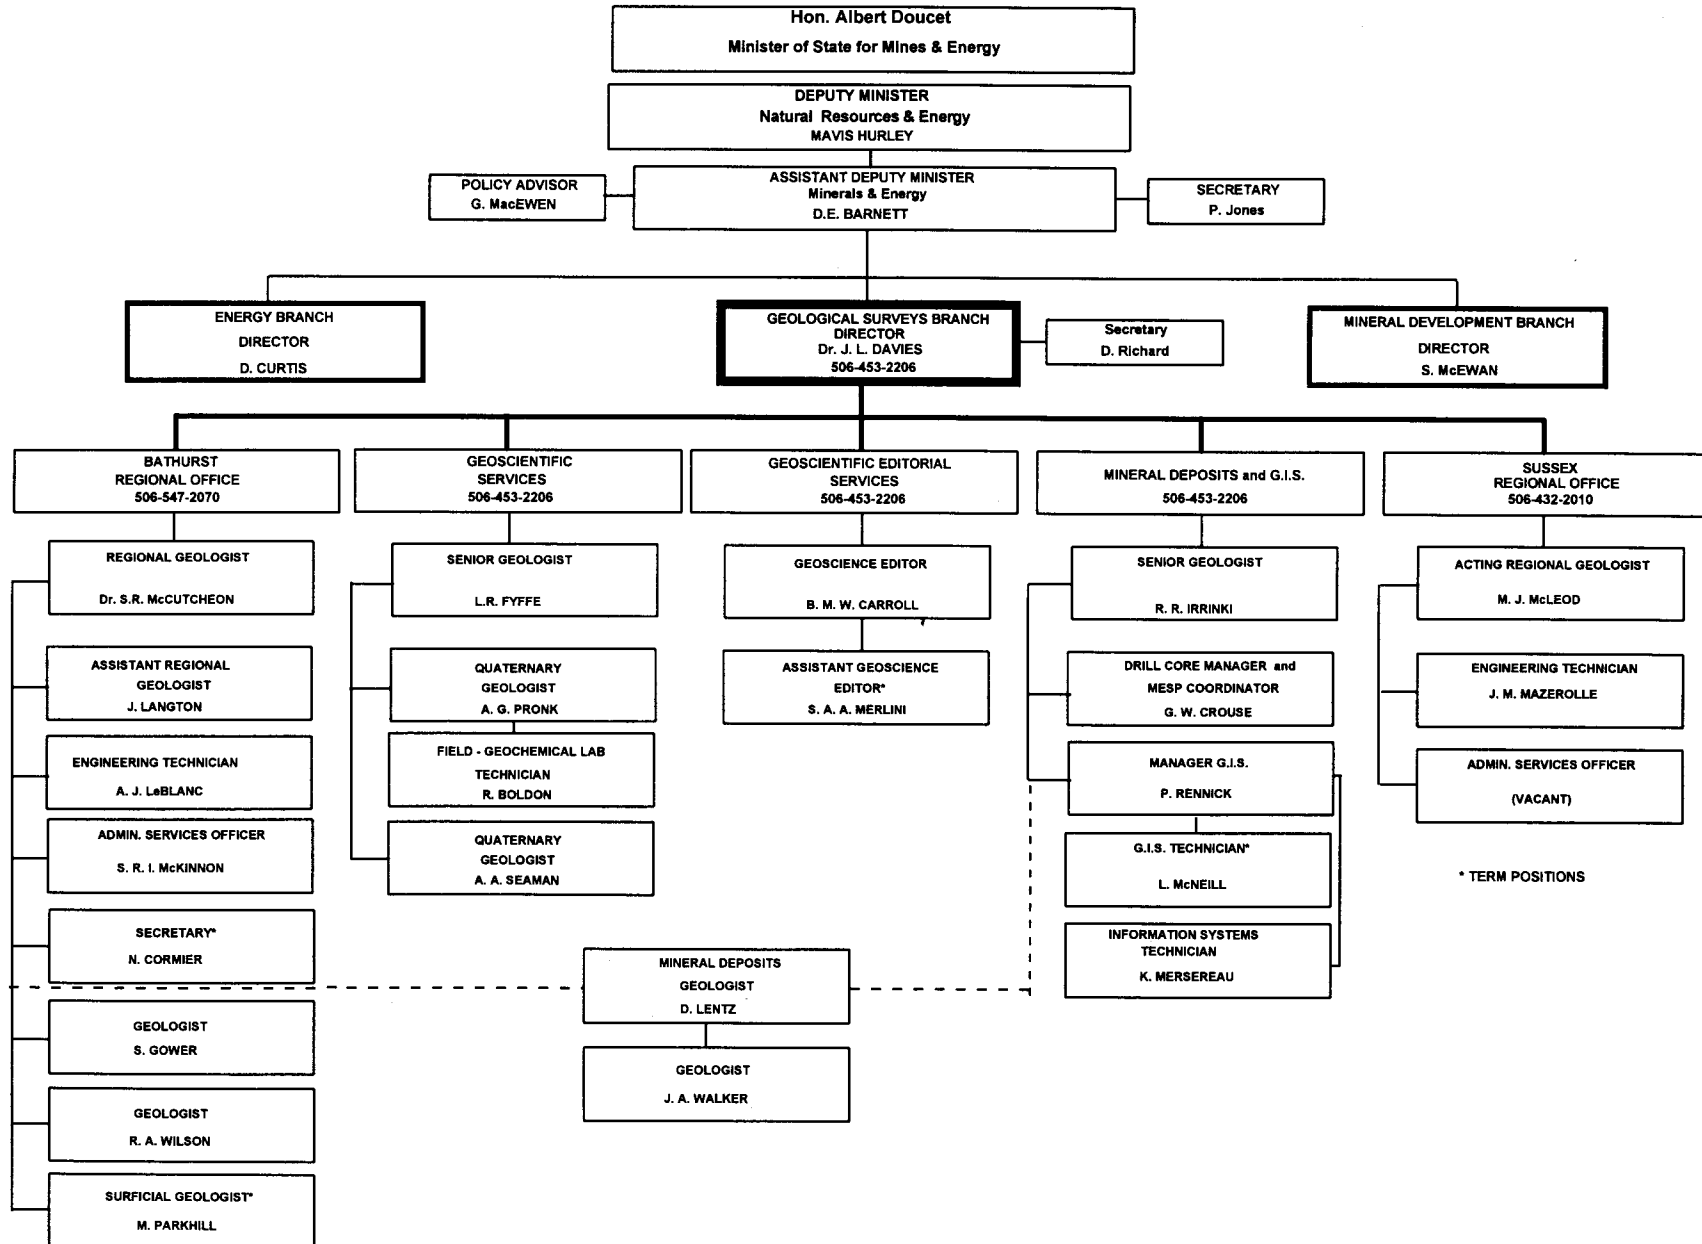 Hon. Albert Doucet
Minister of State for Mines & Energy
DEPUTY MINISTER
Natural Resources & Energy
MAVIS HURLEY
POLICY ADVISOR
G. MacEWEN
ASSISTANT DEPUTY MINISTER
Minerals & Energy
D.E. BARNETT
SECRETARY
P. Jones
ENERGY BRANCH
DIRECTOR
D. CURTIS
GEOLOGICAL SURVEYS BRANCH
DIRECTOR
Dr. J. L. DAVIES
506-453-2206
Secretary
D. Richard
MINERAL DEVELOPMENT BRANCH
DIRECTOR
S. McEWAN
BATHURST
REGIONAL OFFICE
506-547-2070
REGIONAL GEOLOGIST
Dr. S.R. McCUTCHEON
ASSISTANT REGIONAL
GEOLOGIST
J. LANGTON
ENGINEERING TECHNICIAN
A. J. LeBLANC
ADMIN. SERVICES OFFICER
S. R. I. McKINNON
SECRETARY*
N. CORMIER
GEOLOGIST
S. GOWER
GEOLOGIST
R. A. WILSON
SURFICIAL GEOLOGIST*
M. PARKHILL
GEOSCIENTIFIC
SERVICES
506-453-2206
SENIOR GEOLOGIST
L.R. FYFFE
QUATERNARY
GEOLOGIST
A. G. PRONK
FIELD - GEOCHEMICAL LAB
TECHNICIAN
R. BOLDON
QUATERNARY
GEOLOGIST
A. A. SEAMAN
GEOSCIENTIFIC EDITORIAL
SERVICES
506-453-2206
GEOSCIENCE EDITOR
B. M. W. CARROLL
ASSISTANT GEOSCIENCE
EDITOR*
S. A. A. MERLINI
MINERAL DEPOSITS
GEOLOGIST
D. LENTZ
GEOLOGIST
J. A. WALKER
MINERAL DEPOSITS and G.I.S.
506-453-2206
SENIOR GEOLOGIST
R. R. IRRINKI
DRILL CORE MANAGER and
MESP COORDINATOR
G. W. CROUSE
MANAGER G.I.S.
P. RENNICK
G.I.S. TECHNICIAN*
L. McNEILL
INFORMATION SYSTEMS
TECHNICIAN
K. MERSEREAU
SUSSEX
REGIONAL OFFICE
506-432-2010
ACTING REGIONAL GEOLOGIST
M. J. McLEOD
ENGINEERING TECHNICIAN
J. M. MAZEROLLE
ADMIN. SERVICES OFFICER
(VACANT)
* TERM POSITIONS